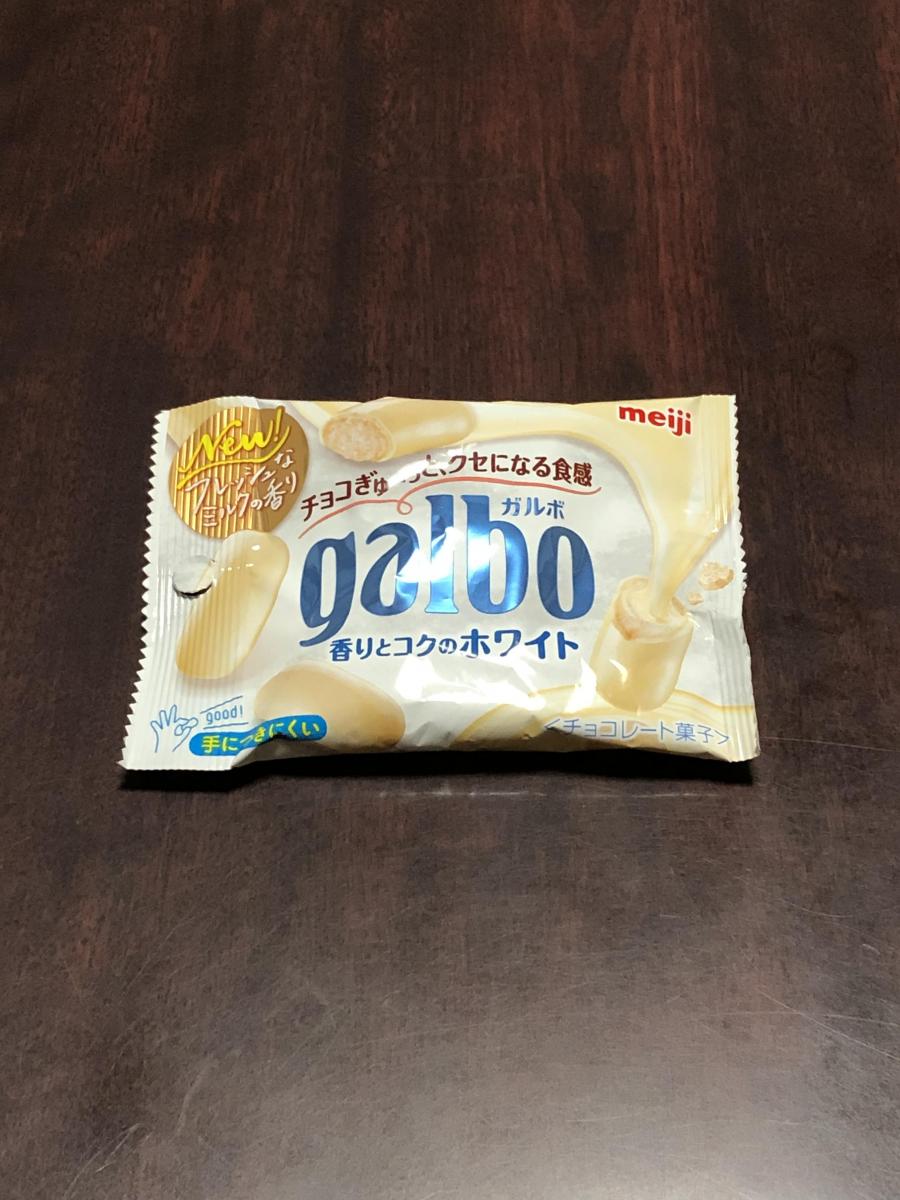 meiji
New!
フレッシュな
ミルクの香り
チョコぎゅ っと、クセになる食感
ガルボ
galbo
香りとコクのホワイト
good!
手につきにくい
<チョコレート菓子>